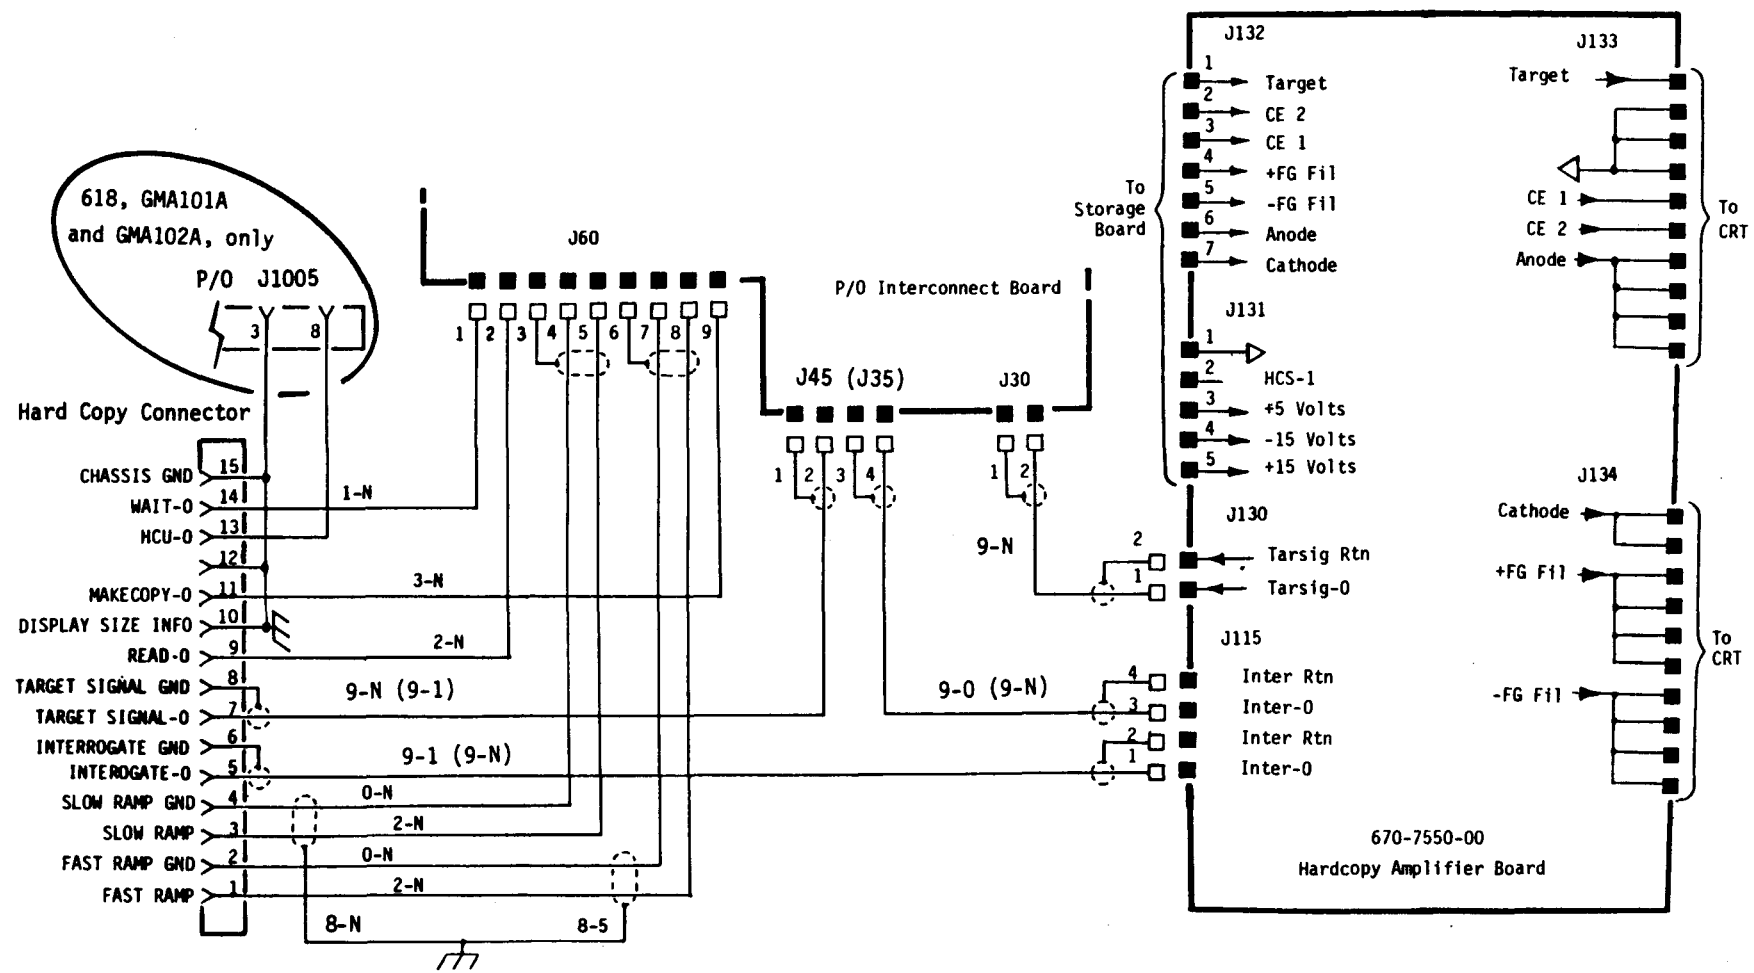 618, GMA101A
and GMA102A, only
P/O J1005
3 8
Hard Copy Connector
CHASSIS GND 15
WAIT-0 14
HCU-0 13
12
MAKECOPY-0 11
DISPLAY SIZE INFO 10
READ-0 9
TARGET SIGNAL GND 8
TARGET SIGNAL-0 7
INTERROGATE GND 6
INTEROGATE-0 5
SLOW RAMP GND 4
SLOW RAMP 3
FAST RAMP GND 2
FAST RAMP 1
1-N
3-N
2-N
9-N (9-1)
9-1 (9-N)
0-N
2-N
0-N
2-N
8-N
8-5
J60
1 2 3 4 5 6 7 8 9
P/O Interconnect Board
J45 (J35)
1 2 3 4
J30
1 2
9-N
9-0 (9-N)
2
1
4
3
2
1
To
Storage
Board
J132
1 Target
2 CE 2
3 CE 1
4 +FG Fil
5 -FG Fil
6 Anode
7 Cathode
J131
1
2 HCS-1
3 +5 Volts
4 -15 Volts
5 +15 Volts
J130
Tarsig Rtn
Tarsig-0
J115
Inter Rtn
Inter-0
Inter Rtn
Inter-0
J133
Target
CE 1
CE 2
Anode
To
CRT
J134
Cathode
+FG Fil
-FG Fil
To
CRT
670-7550-00
Hardcopy Amplifier Board